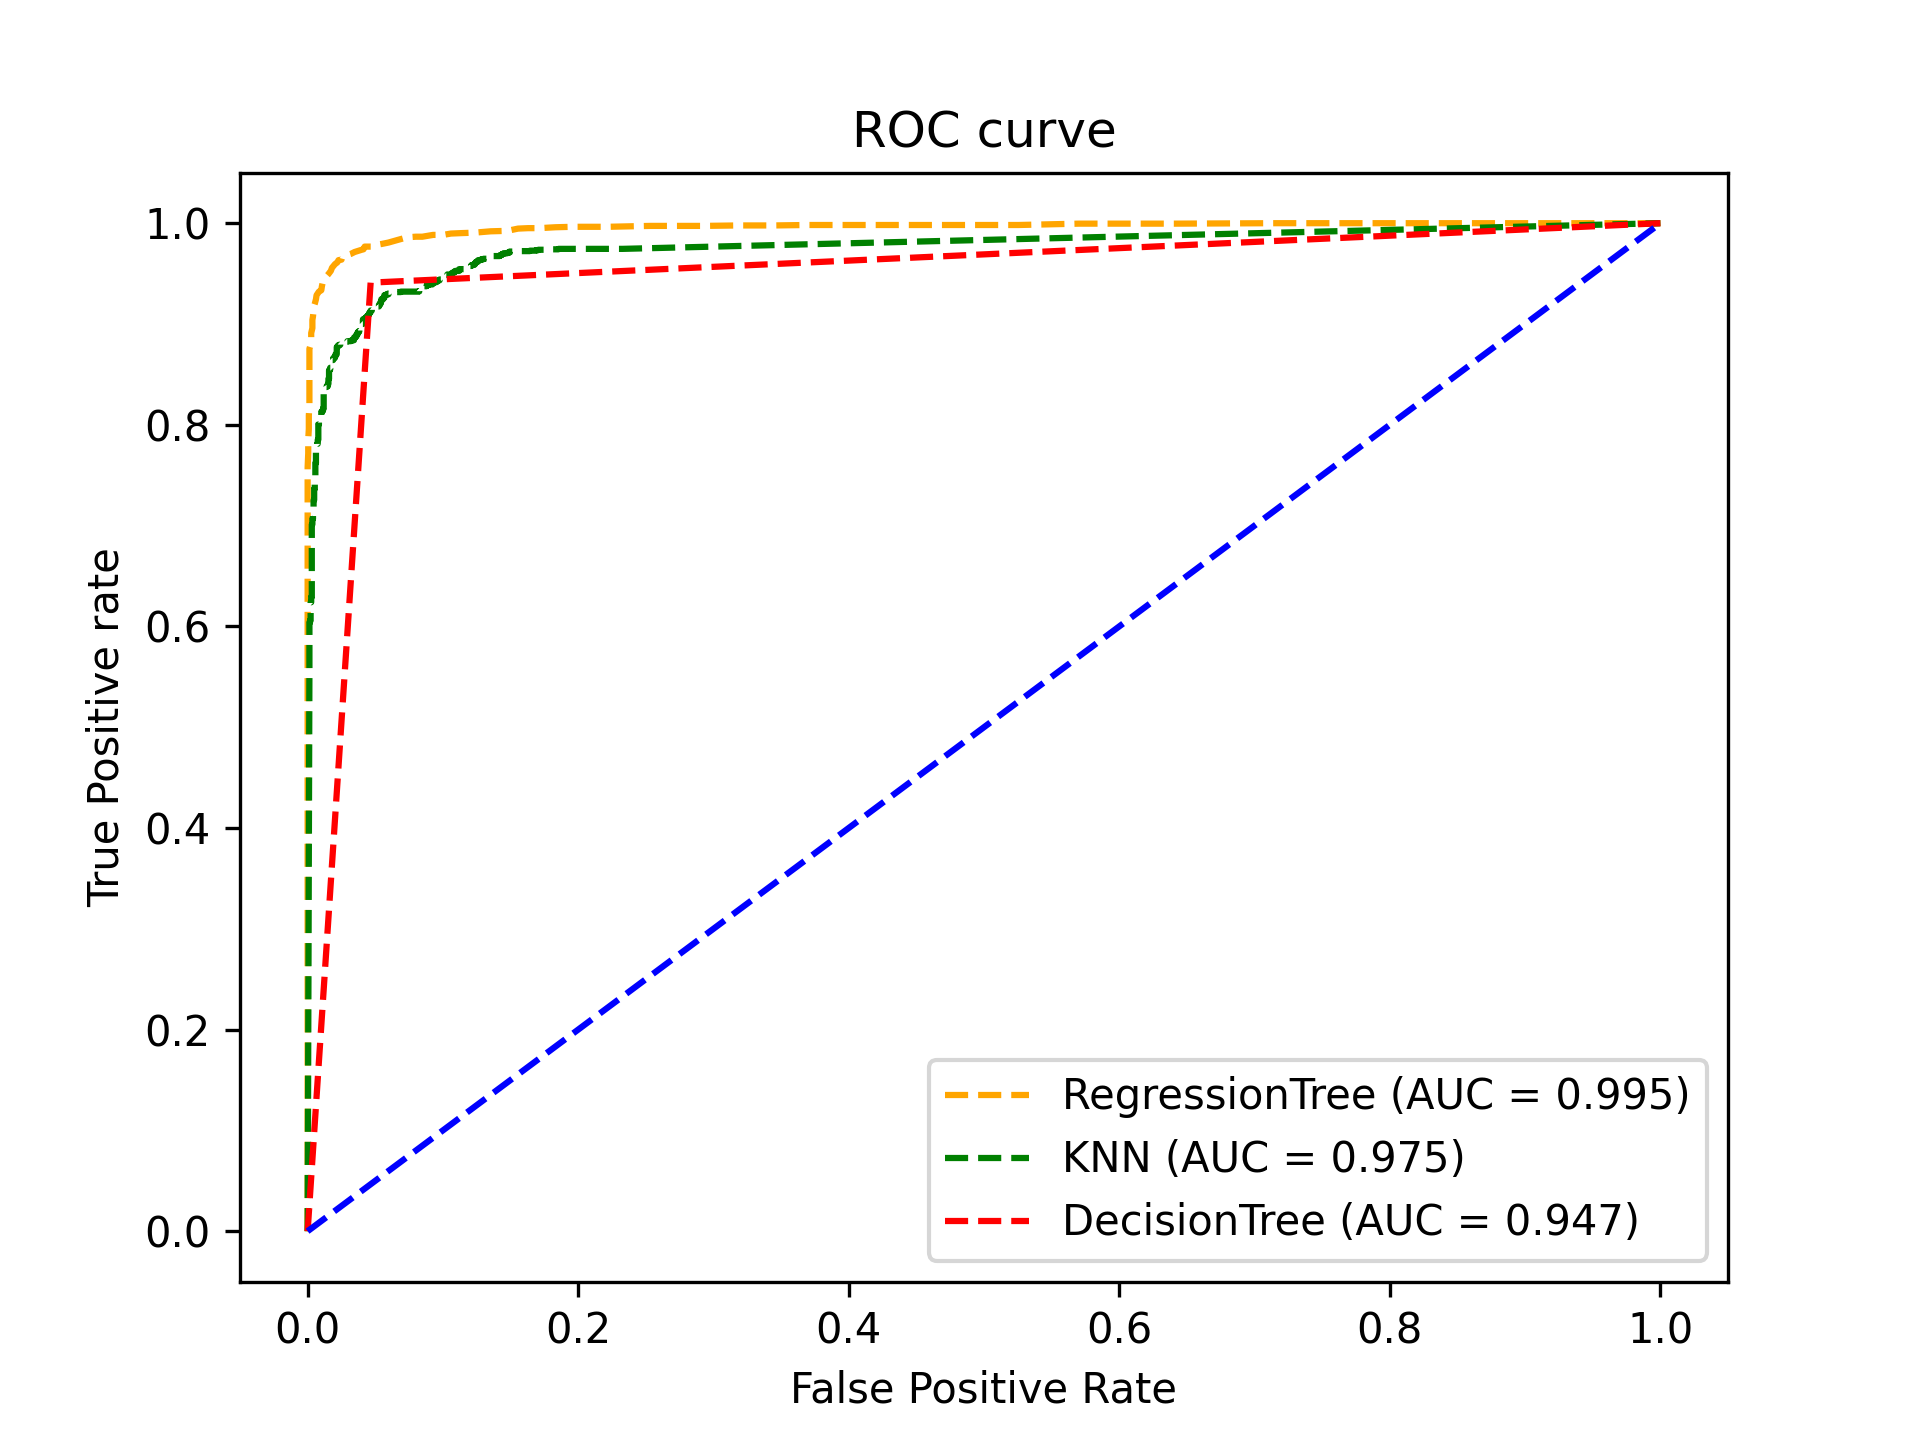 ROC curve
True Positive rate
1.0
0.8
0.6
0.4
0.2
0.0
RegressionTree (AUC = 0.995)
KNN (AUC = 0.975)
DecisionTree (AUC = 0.947)
0.0 0.2 0.4 0.6 0.8 1.0
False Positive Rate